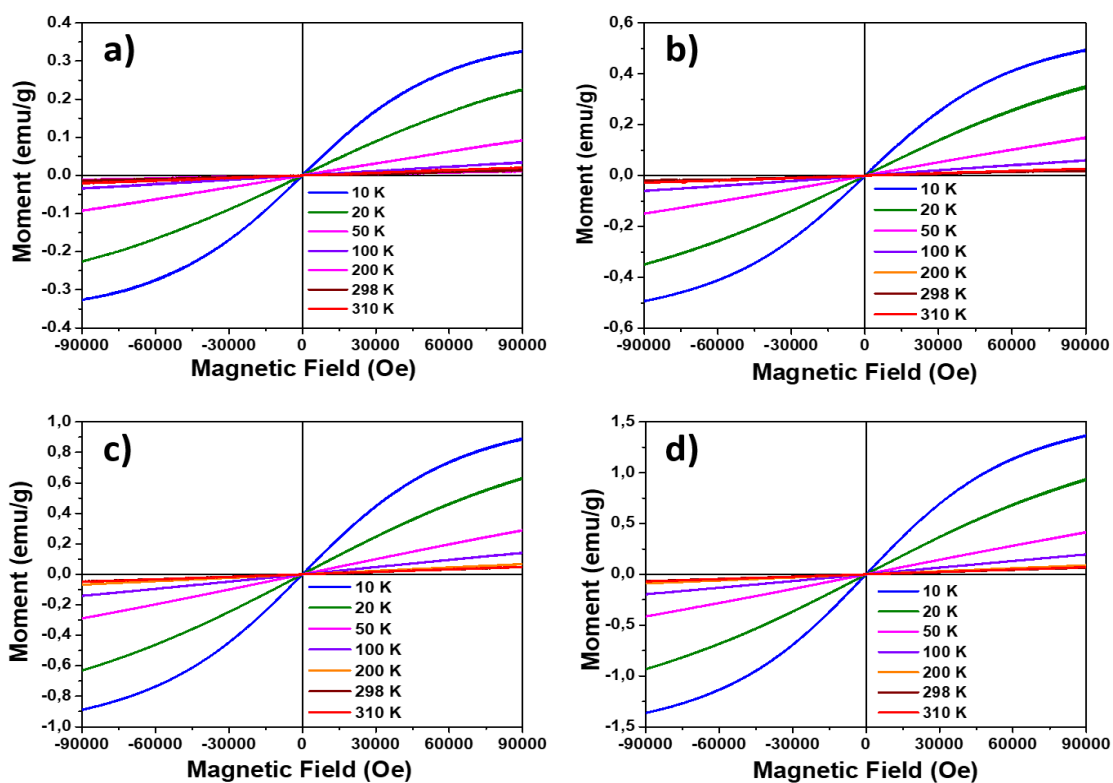 a)
Moment (emu/g)
0.4
0.3
0.2
0.1
0.0
-0.1
-0.2
-0.3
-0.4
10 K
20 K
50 K
100 K
200 K
298 K
310 K
-90000 -60000 -30000 0 30000 60000 90000
Magnetic Field (Oe)
b)
Moment (emu/g)
0,6
0,4
0,2
0,0
-0,2
-0,4
-0,6
10 K
20 K
50 K
100 K
200 K
298 K
310 K
-90000 -60000 -30000 0 30000 60000 90000
Magnetic Field (Oe)
c)
Moment (emu/g)
1,0
0,8
0,6
0,4
0,2
0,0
-0,2
-0,4
-0,6
-0,8
-1,0
10 K
20 K
50 K
100 K
200 K
298 K
310 K
-90000 -60000 -30000 0 30000 60000 90000
Magnetic Field (Oe)
d)
Moment (emu/g)
1,5
1,0
0,5
0,0
-0,5
-1,0
-1,5
10 K
20 K
50 K
100 K
200 K
298 K
310 K
-90000 -60000 -30000 0 30000 60000 90000
Magnetic Field (Oe)